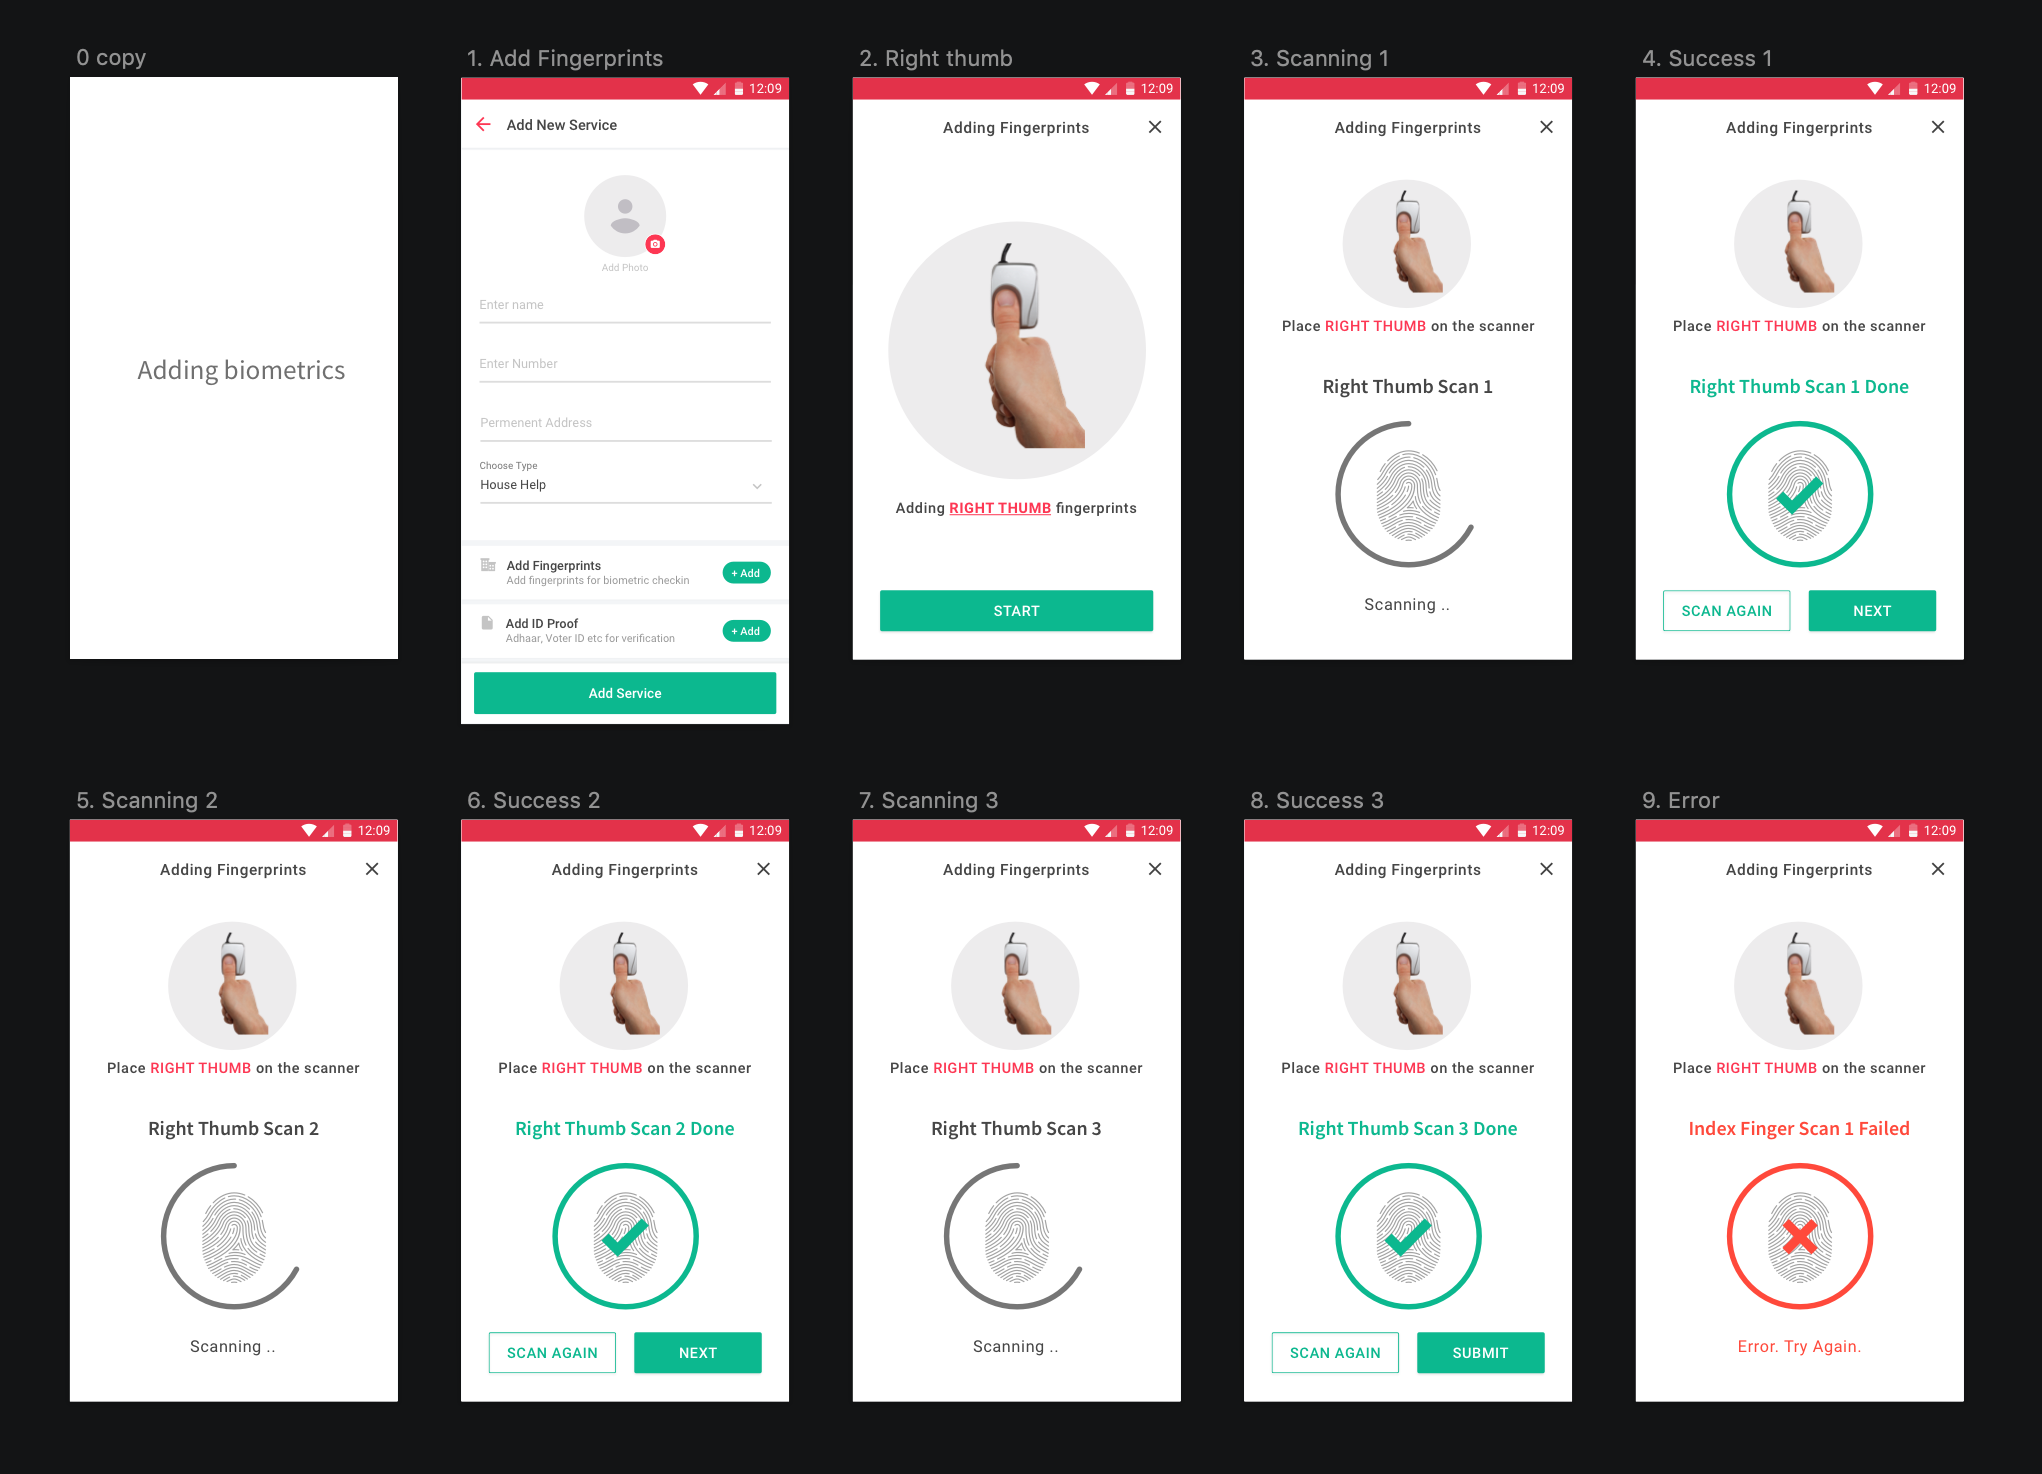 0 copy
Adding biometrics
1. Add Fingerprints
12:09
Add New Service
Add Photo
Enter name
Enter Number
Permenent Address
Choose Type
House Help
Add Fingerprints
Add fingerprints for biometric checkin
+ Add
Add ID Proof
Adhaar, Voter ID etc for verification
+ Add
Add Service
2. Right thumb
12:09
Adding Fingerprints
Adding RIGHT THUMB fingerprints
START
3. Scanning 1
12:09
Adding Fingerprints
Place RIGHT THUMB on the scanner
Right Thumb Scan 1
Scanning ..
4. Success 1
12:09
Adding Fingerprints
Place RIGHT THUMB on the scanner
Right Thumb Scan 1 Done
SCAN AGAIN
NEXT
5. Scanning 2
12:09
Adding Fingerprints
Place RIGHT THUMB on the scanner
Right Thumb Scan 2
Scanning ..
6. Success 2
12:09
Adding Fingerprints
Place RIGHT THUMB on the scanner
Right Thumb Scan 2 Done
SCAN AGAIN
NEXT
7. Scanning 3
12:09
Adding Fingerprints
Place RIGHT THUMB on the scanner
Right Thumb Scan 3
Scanning ..
8. Success 3
12:09
Adding Fingerprints
Place RIGHT THUMB on the scanner
Right Thumb Scan 3 Done
SCAN AGAIN
SUBMIT
9. Error
12:09
Adding Fingerprints
Place RIGHT THUMB on the scanner
Index Finger Scan 1 Failed
Error. Try Again.